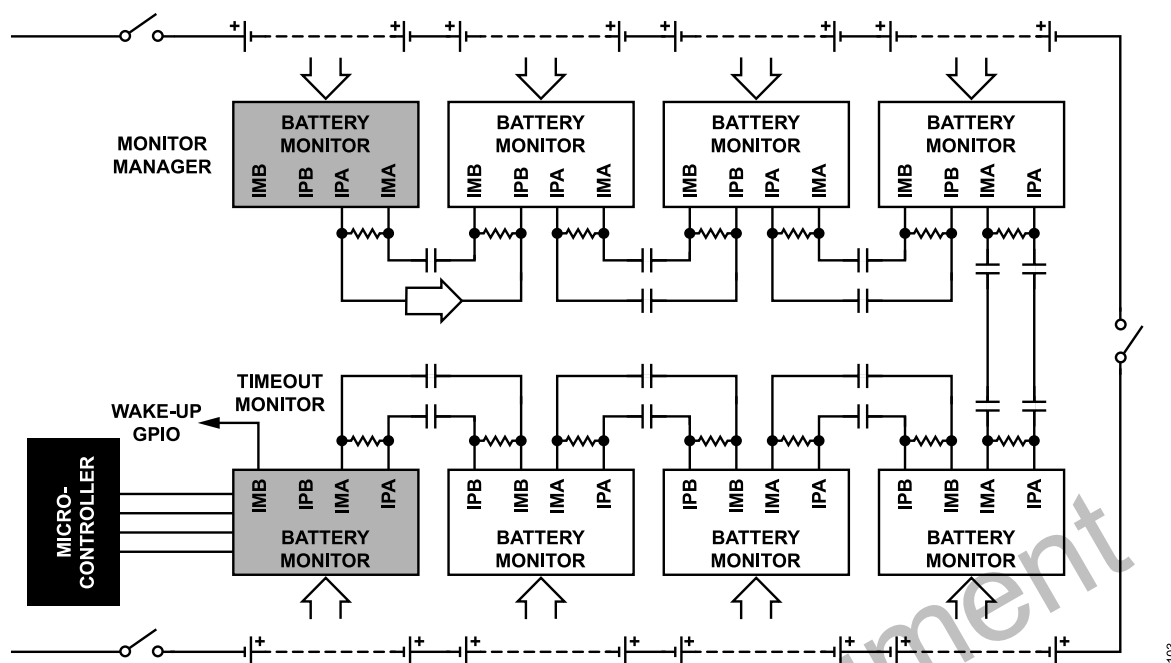 + + + + + + + +
MONITOR
MANAGER
BATTERY
MONITOR
IMB IPB IPA IMA
BATTERY
MONITOR
IMB IPB IPA IMA
BATTERY
MONITOR
IMB IPB IPA IMA
BATTERY
MONITOR
IMB IPB IMA IPA
TIMEOUT
MONITOR
WAKE-UP
GPIO
MICRO-
CONTROLLER
IMB IPB IMA IPA
BATTERY
MONITOR
IPB IMB IMA IPA
BATTERY
MONITOR
IPB IMB IMA IPA
BATTERY
MONITOR
IPB IMB IMA IPA
BATTERY
MONITOR
+ + + + + + + +